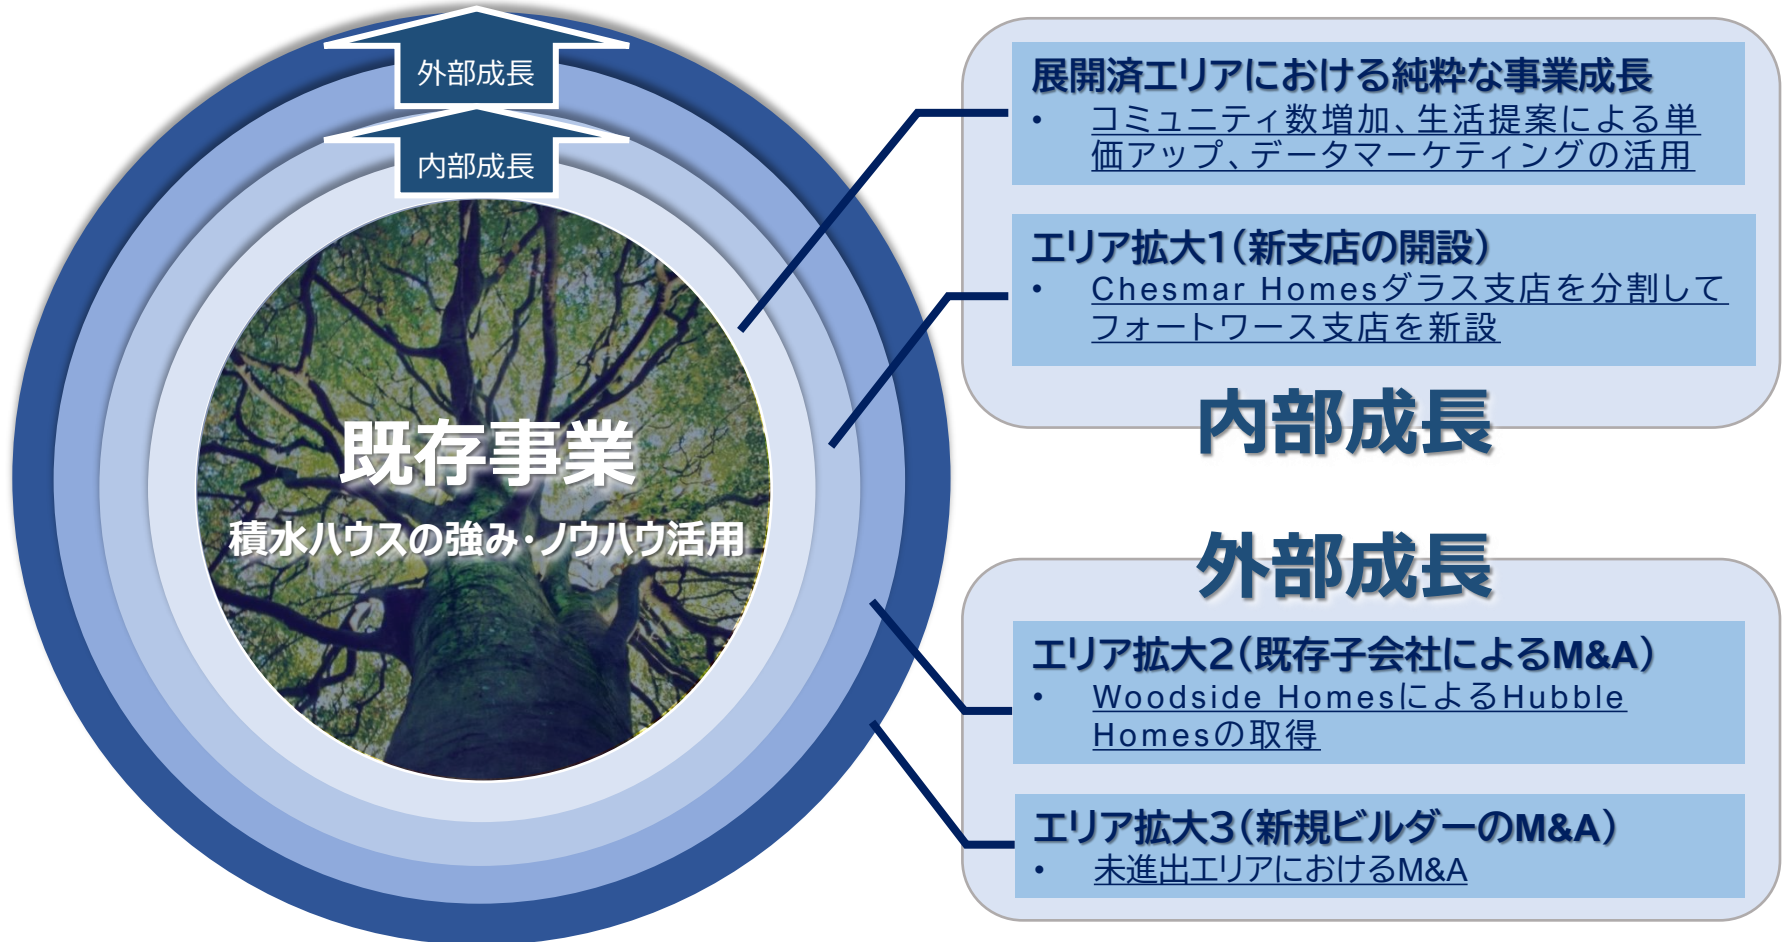 外部成長
内部成長
既存事業
積水ハウスの強み・ノウハウ活用
展開済エリアにおける純粋な事業成長
• コミュニティ数増加、生活提案による単
価アップ、データマーケティングの活用
エリア拡大1(新支店の開設)
• Chesmar Homesダラス支店を分割して
フォートワース支店を新設
内部成長
外部成長
エリア拡大2(既存子会社によるM&A)
• Woodside HomesによるHubble
Homesの取得
エリア拡大3(新規ビルダーのM&A)
• 未進出エリアにおけるM&A